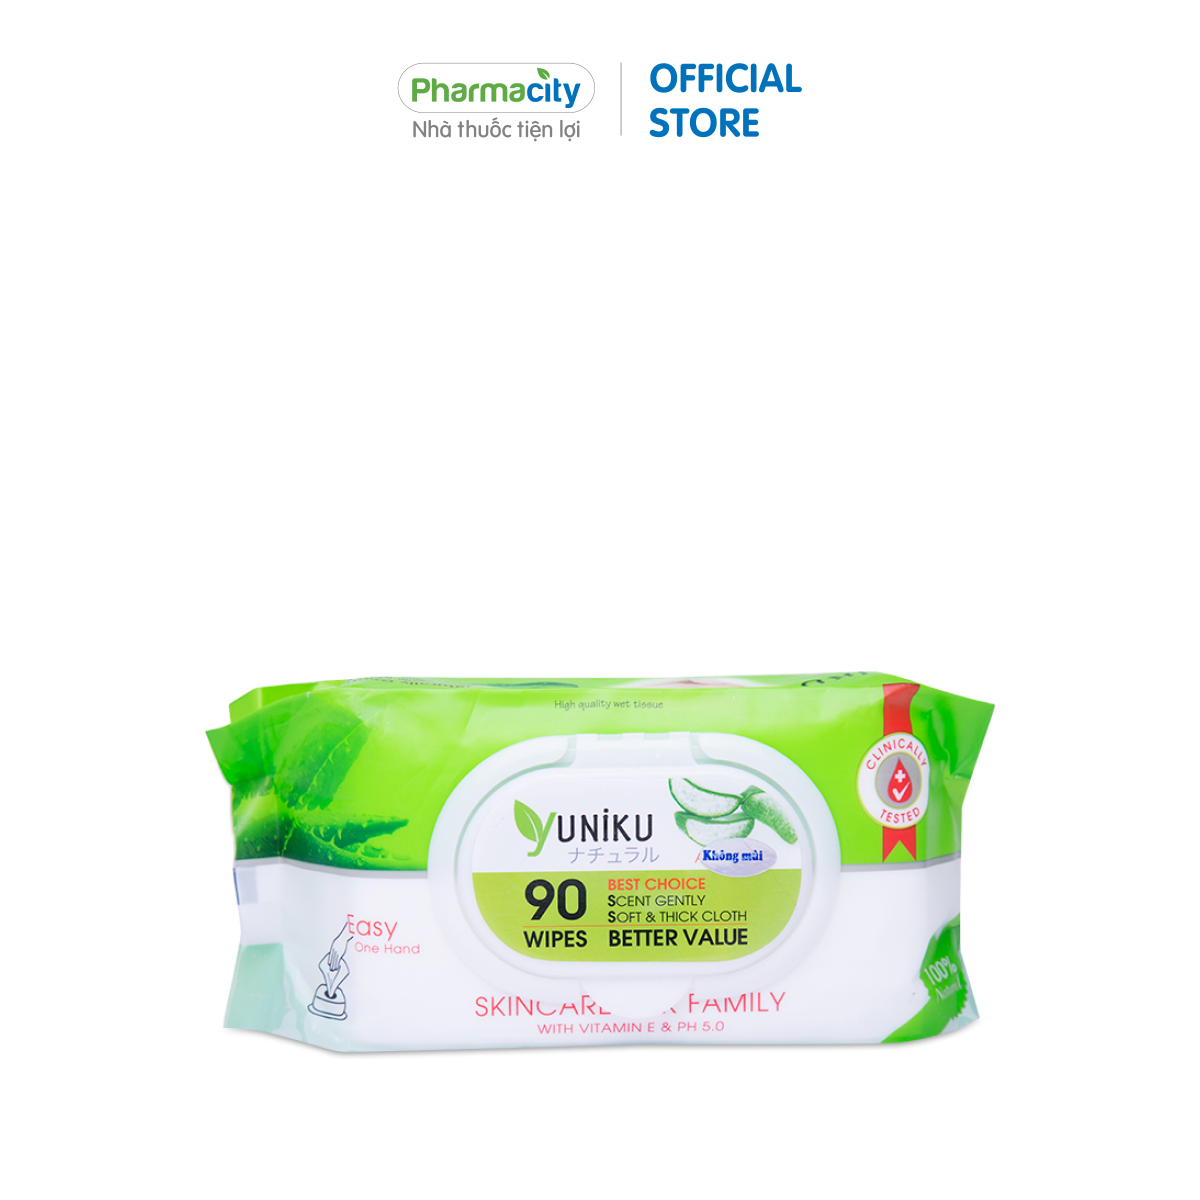 Pharmacity
Nhà thuốc tiện lợi
OFFICIAL
STORE
High quality wet tissue
CLINICALLY
TESTED
yUNiKU
ナチュラル
Không mùi
90
WIPES
BEST CHOICE
SCENT GENTLY
SOFT & THICK CLOTH
BETTER VALUE
Easy
One Hand
100%
Natural
SKINCARE FAMILY
WITH VITAMIN E & PH 5.0